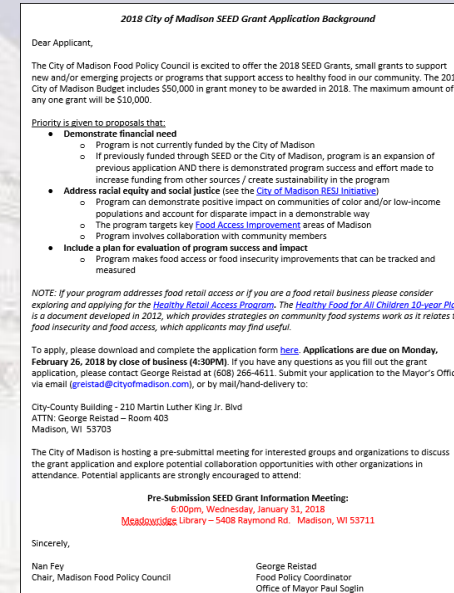 2018 City of Madison SEED Grant Application Background
Dear Applicant,
The City of Madison Food Policy Council is excited to offer the 2018 SEED Grants, small grants to support
new and/or emerging projects or programs that support access to healthy food in our community. The
City of Madison Budget includes $50,000 in grant money to be awarded in 2018. The maximum amount of
any one grant will be $10,000.
Priority is given to proposals that:
• Demonstrate financial need
o Program is not currently funded by the City of Madison
o If previously funded through SEED or the City of Madison, program is an expansion of
previous application AND there is demonstrated program success and effort made to
increase funding from other sources / create sustainability in the program
• Address racial equity and social justice (see the City of Madison RESJ Initiative)
o Program can demonstrate positive impact on communities of color and/or low-income
populations and account for disparate impact in a demonstrable way
o The program targets key Food Access Improvement areas of Madison
o Program involves collaboration with community members
• Include a plan for evaluation of program success and impact
o Program makes food access or food insecurity improvements that can be tracked and
measured
NOTE: If your program addresses food retail access or if you are a food retail business please consider
exploring and applying for the Healthy Retail Access Program. The Healthy Food for All Children 10-year
is a document developed in 2012, which provides strategies on community food systems work as it relates
food insecurity and food access, which applicants may find useful.
To apply, please download and complete the application form here. Applications are due on Monday,
February 26, 2018 by close of business (4:30PM). If you have any questions as you fill out the grant
application, please contact George Reistad at (608) 266-4611. Submit your application to the Mayor's
via email (greistad@cityofmadison.com), or by mail/hand-delivery to:
City-County Building - 210 Martin Luther King Jr. Blvd
ATTN: George Reistad – Room 403
Madison, WI 53703
The City of Madison is hosting a pre-submittal meeting for interested groups and organizations to discuss
the grant application and explore potential collaboration opportunities with other organizations in
attendance. Potential applicants are strongly encouraged to attend:
Pre-Submission SEED Grant Information Meeting:
6:00pm, Wednesday, January 31, 2018
Meadowridge Library – 5408 Raymond Rd. Madison, WI 53711
Sincerely,
Nan Fey George Reistad
Chair, Madison Food Policy Council Food Policy Coordinator
Office of Mayor Paul Soglin